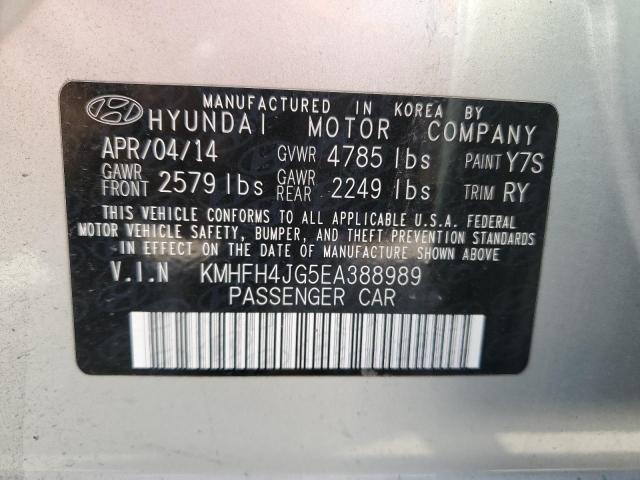 MANUFACTURED IN KOREA BY
HYUNDAI MOTOR COMPANY
APR/04/14 GVWR 4785 lbs PAINT Y7S
GAWR FRONT 2579 lbs GAWR REAR 2249 lbs TRIM RY
THIS VEHICLE CONFORMS TO ALL APPLICABLE U.S.A. FEDERAL
MOTOR VEHICLE SAFETY, BUMPER, AND THEFT PREVENTION STANDARDS
IN EFFECT ON THE DATE OF MANUFACTURE SHOWN ABOVE
V.I.N KMHFH4JG5EA388989
PASSENGER CAR